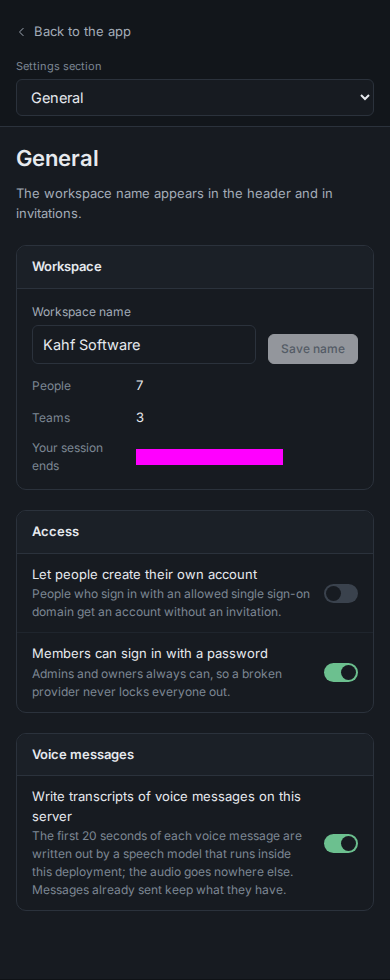 Back to the app
Settings section
General
General
The workspace name appears in the header and in
invitations.
Workspace
Workspace name
Kahf Software
Save name
People 7
Teams 3
Your session
ends
Access
Let people create their own account
People who sign in with an allowed single sign-on
domain get an account without an invitation.
Members can sign in with a password
Admins and owners always can, so a broken
provider never locks everyone out.
Voice messages
Write transcripts of voice messages on this
server
The first 20 seconds of each voice message are
written out by a speech model that runs inside
this deployment; the audio goes nowhere else.
Messages already sent keep what they have.